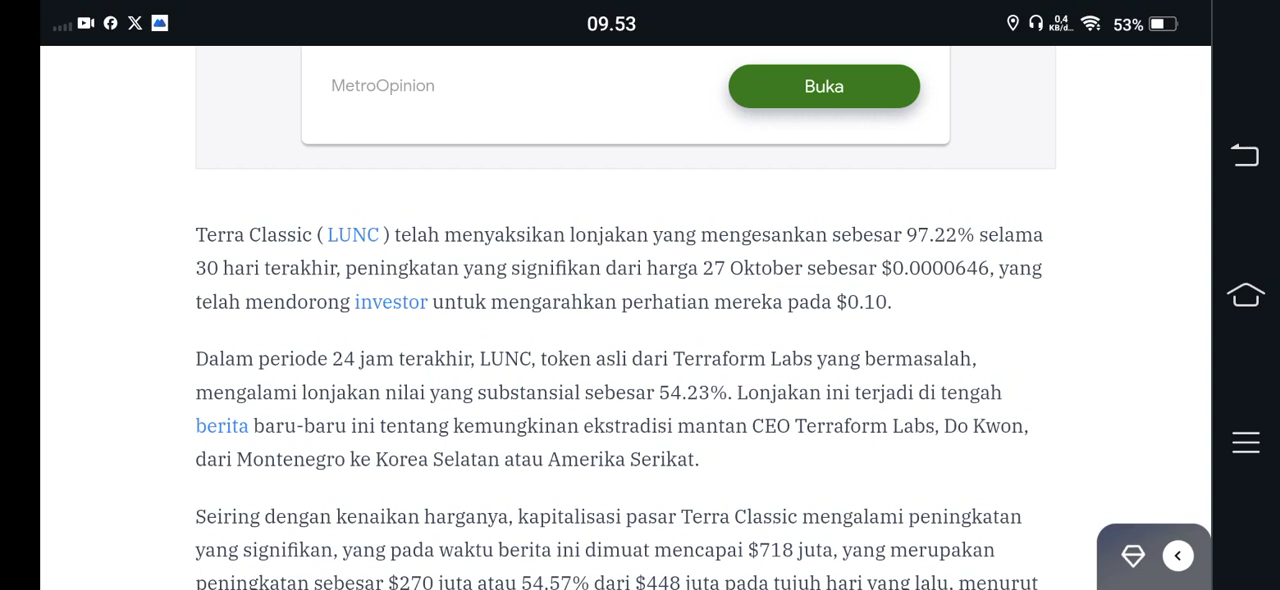 09.53
0,4
KB/d...
53%
MetroOpinion
Buka
Terra Classic ( LUNC ) telah menyaksikan lonjakan yang mengesankan sebesar 97.22% selama
30 hari terakhir, peningkatan yang signifikan dari harga 27 Oktober sebesar $0.0000646, yang
telah mendorong investor untuk mengarahkan perhatian mereka pada $0.10.
Dalam periode 24 jam terakhir, LUNC, token asli dari Terraform Labs yang bermasalah,
mengalami lonjakan nilai yang substansial sebesar 54.23%. Lonjakan ini terjadi di tengah
berita baru-baru ini tentang kemungkinan ekstradisi mantan CEO Terraform Labs, Do Kwon,
dari Montenegro ke Korea Selatan atau Amerika Serikat.
Seiring dengan kenaikan harganya, kapitalisasi pasar Terra Classic mengalami peningkatan
yang signifikan, yang pada waktu berita ini dimuat mencapai $718 juta, yang merupakan
peningkatan sebesar $270 juta atau 54.57% dari $448 juta pada tujuh hari yang lalu, menurut